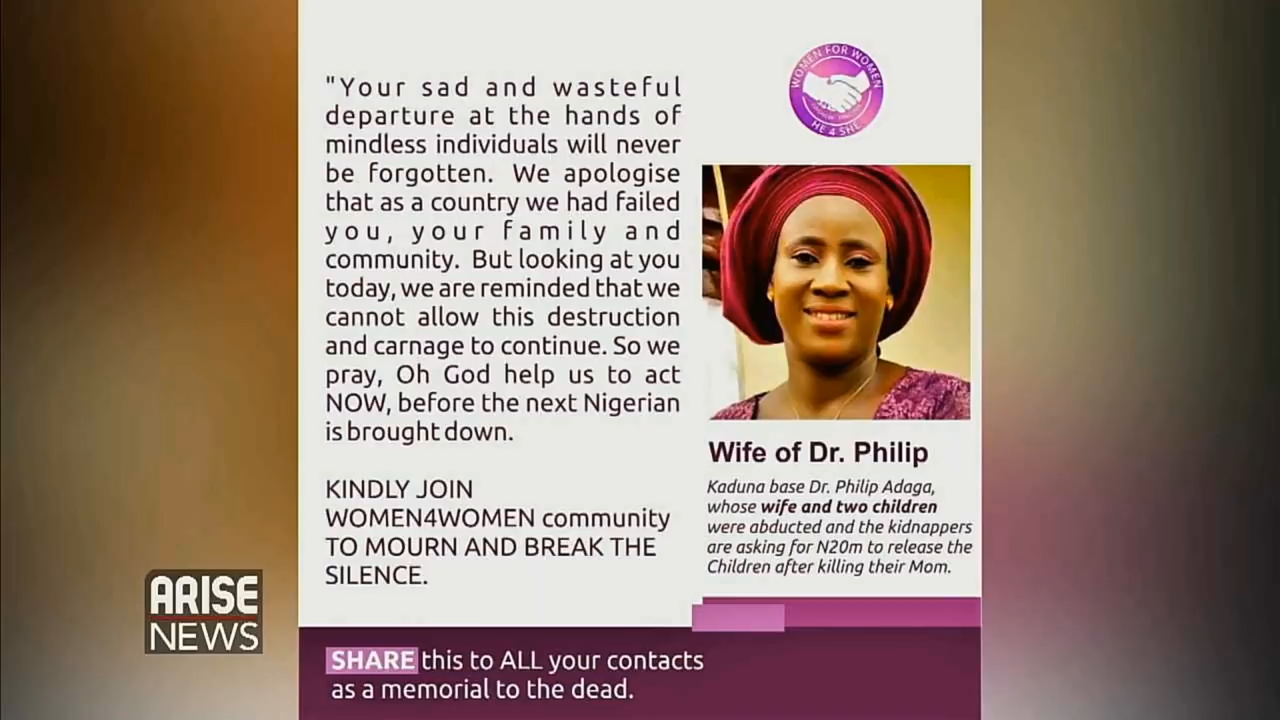 "Your sad and wasteful
departure at the hands of
mindless individuals will never
be forgotten. We apologise
that as a country we had failed
you, your family and
community. But looking at you
today, we are reminded that we
cannot allow this destruction
and carnage to continue. So we
pray, Oh God help us to act
NOW, before the next Nigerian
is brought down.
KINDLY JOIN
WOMEN4WOMEN community
TO MOURN AND BREAK THE
SILENCE.
WOMEN FOR WOMEN
HE 4 SHE
Wife of Dr. Philip
Kaduna base Dr. Philip Adaga,
whose wife and two children
were abducted and the kidnappers
are asking for N20m to release the
Children after killing their Mom.
SHARE this to ALL your contacts
as a memorial to the dead.
ARISE
NEWS